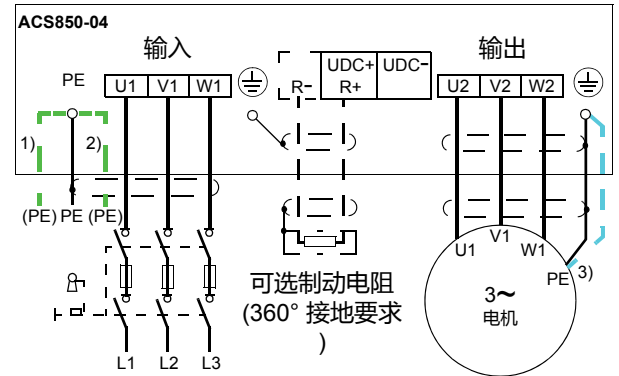 ACS850-04
输入
输出
PE
U1 V1 W1
UDC+ UDC-
R- R+
U2 V2 W2
1)
2)
(PE) PE (PE)
U1 V1 W1
PE 3)
3~
电机
可选制动电阻
(360° 接地要求
)
L1 L2 L3